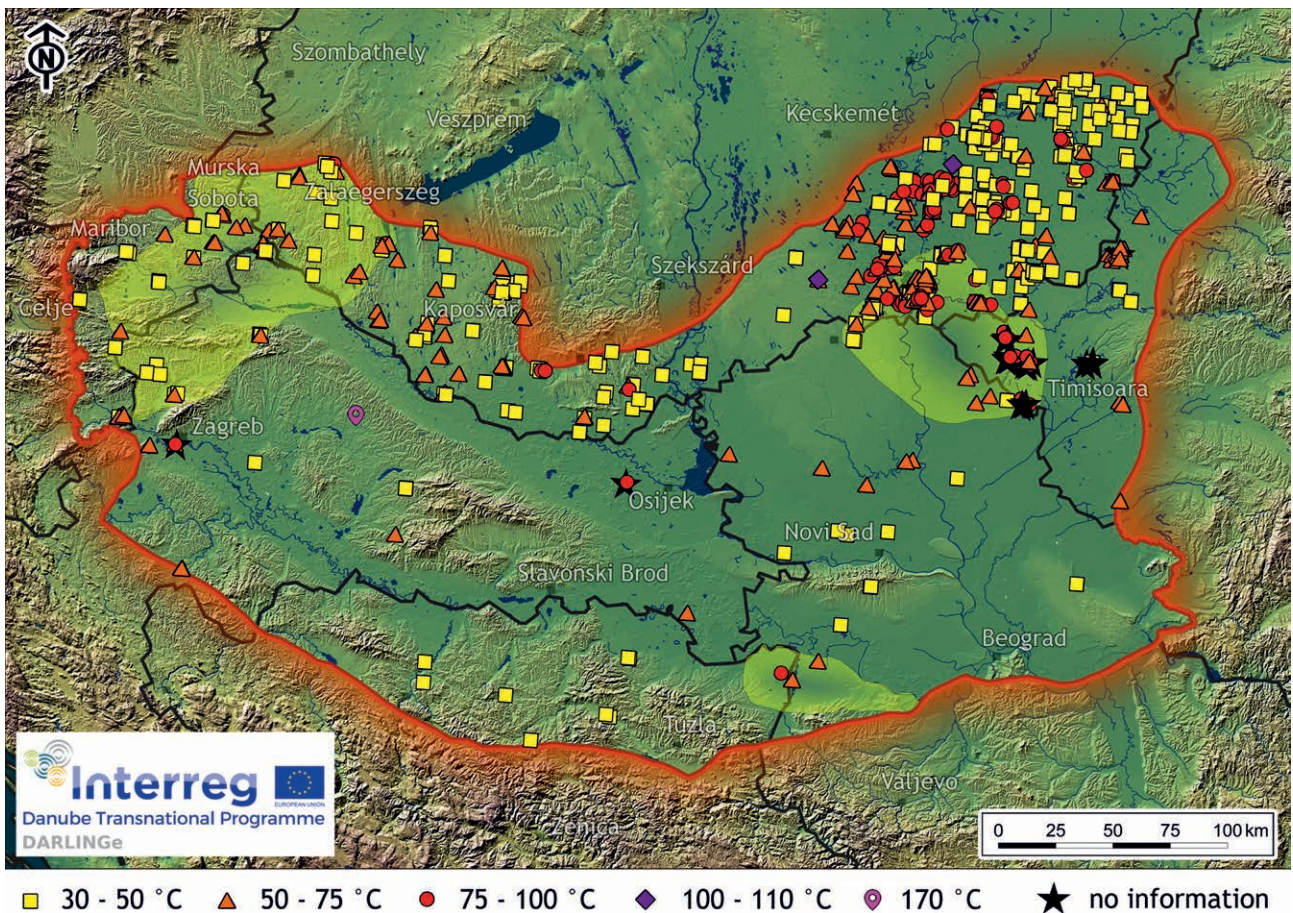 N
Szombathely
Veszprem
Kecskemét
Murska
Sobota
Zalaegerszeg
Maribor
Szekszárd
Celje
Kaposvár
Timisoara
Zagreb
Osijek
Novi Sad
Slavonski Brod
Beograd
Tuzla
Valjevo
Zenica
Interreg
EUROPEAN UNION
Danube Transnational Programme
DARLINGe
0 25 50 75 100 km
30 - 50 °C 50 - 75 °C 75 - 100 °C 100 - 110 °C 170 °C no information